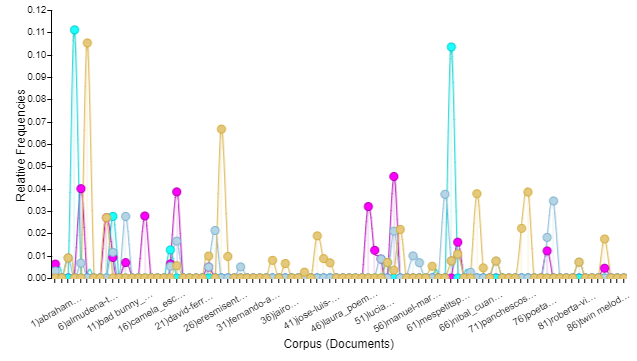 0.12
0.11
0.10
0.09
0.08
0.07
0.06
0.05
0.04
0.03
0.02
0.01
0.00
Relative Frequencies
1)abraham…
6)almudena-t…
11)bad bunny_…
16)camela_esc…
21)david-ferr…
26)eresmisent…
31)fernando-a…
36)jairo…
41)jose-luis-…
46)laura_poem…
51)lucia…
56)manuel-mar…
61)mespetitsp…
66)nibal_cuan…
71)panchescos…
76)poeta…
81)roberta-vi…
86)twin melod…
Corpus (Documents)